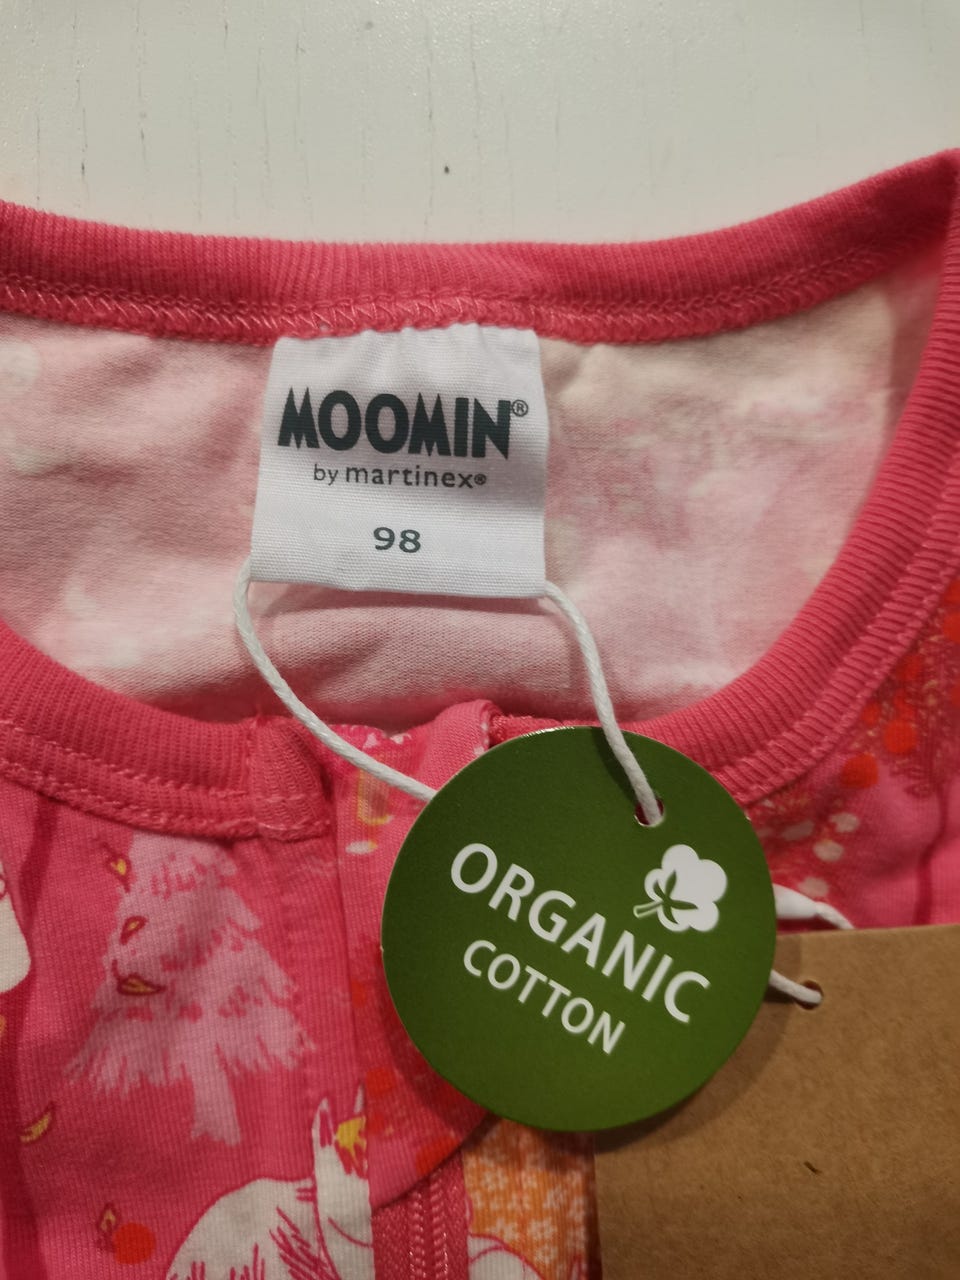 MOOMIN®
by martinex®
98
ORGANIC
COTTON